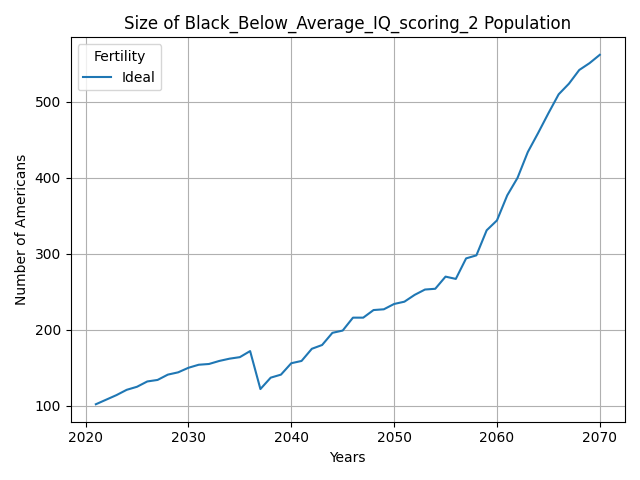 Size of Black_Below_Average_IQ_scoring_2 Population
Fertility
Ideal
Number of Americans
500
400
300
200
100
2020 2030 2040 2050 2060 2070
Years